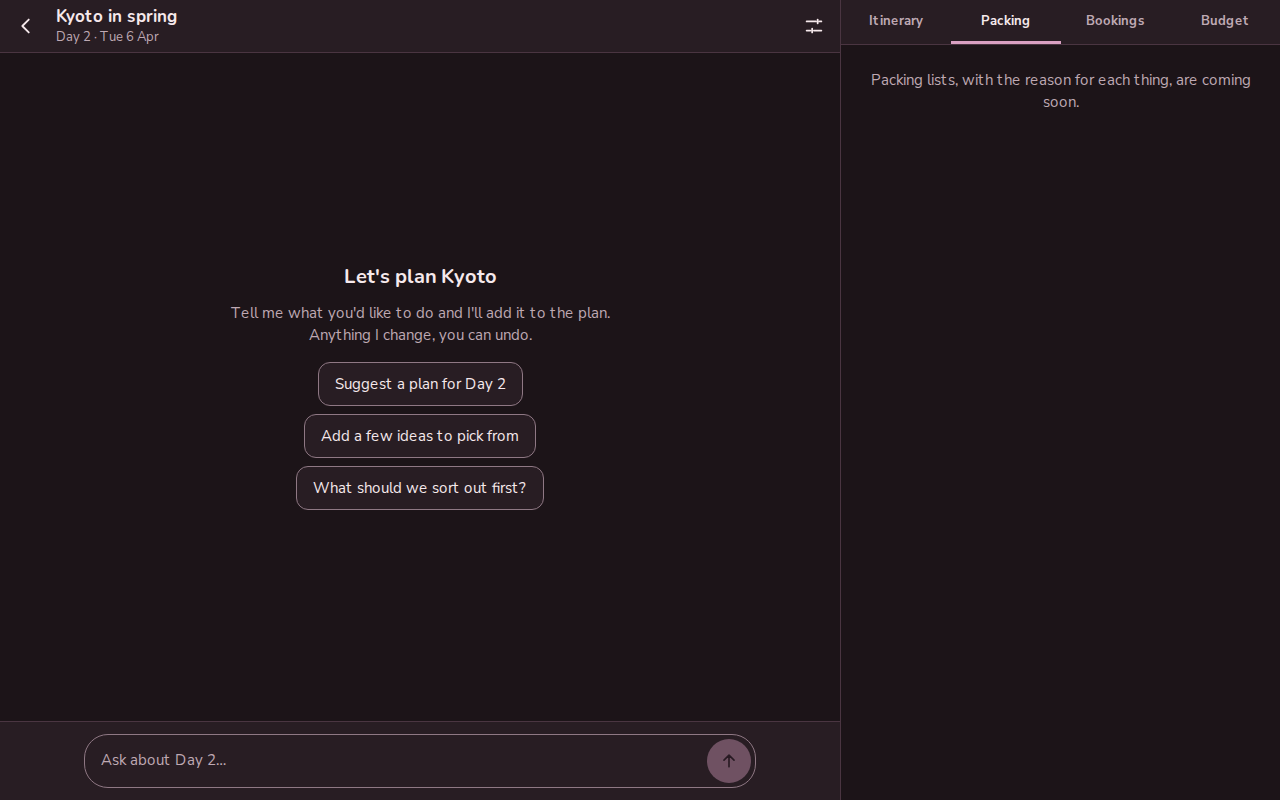 Kyoto in spring
Day 2 · Tue 6 Apr
Itinerary
Packing
Bookings
Budget
Packing lists, with the reason for each thing, are coming
soon.
Let's plan Kyoto
Tell me what you'd like to do and I'll add it to the plan.
Anything I change, you can undo.
Suggest a plan for Day 2
Add a few ideas to pick from
What should we sort out first?
Ask about Day 2...